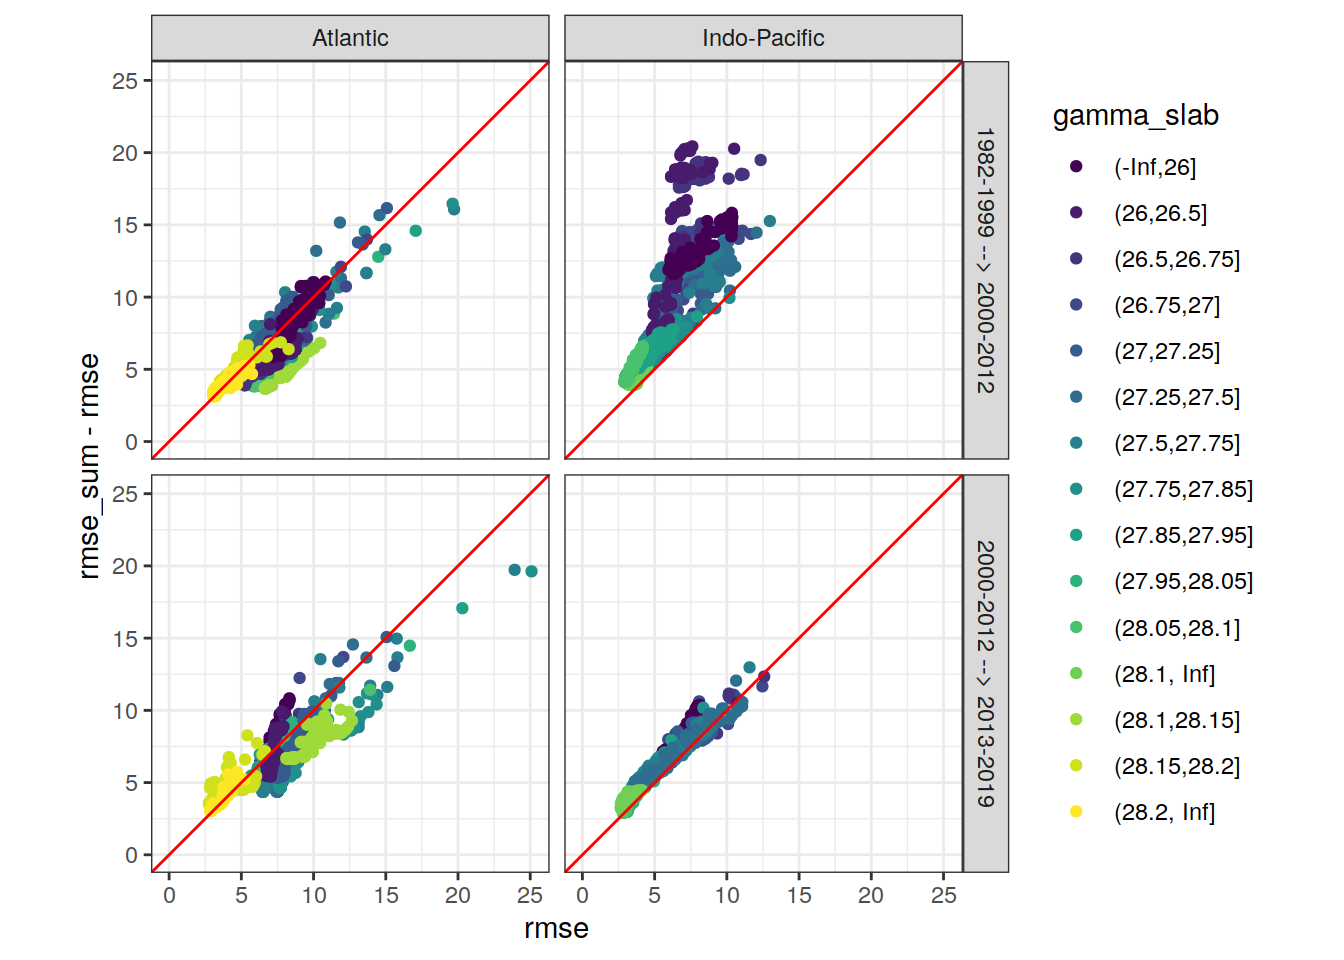 Atlantic
Indo-Pacific
25
20
15
10
5
0
1982-1999 --> 2000-2012
25
20
15
10
5
0
2000-2012 --> 2013-2019
0 5 10 15 20 25
0 5 10 15 20 25
rmse
rmse_sum - rmse
gamma_slab
(-Inf,26]
(26,26.5]
(26.5,26.75]
(26.75,27]
(27,27.25]
(27.25,27.5]
(27.5,27.75]
(27.75,27.85]
(27.85,27.95]
(27.95,28.05]
(28.05,28.1]
(28.1, Inf]
(28.1,28.15]
(28.15,28.2]
(28.2, Inf]